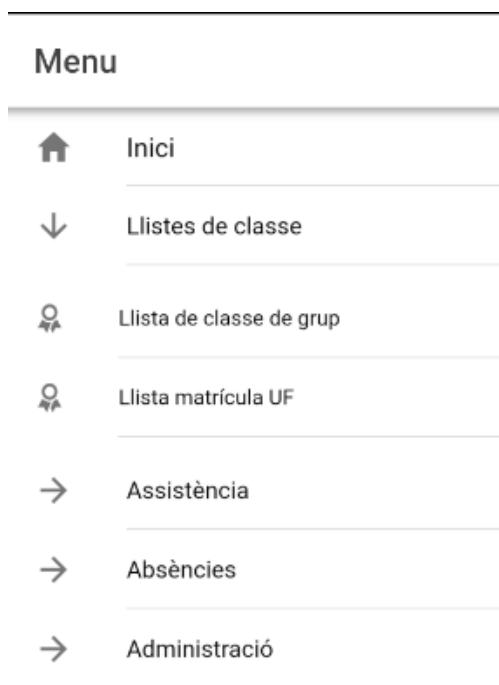 Menu
Inici
Llistes de classe
Llista de classe de grup
Llista matrícula UF
Assistència
Absències
Administració